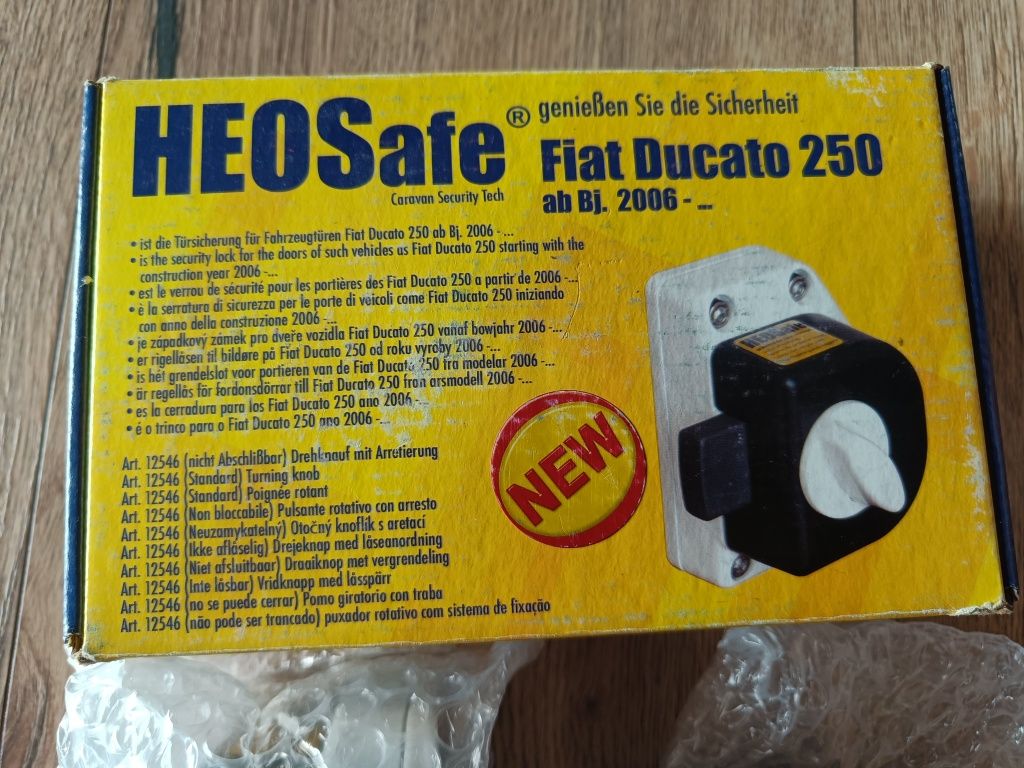 HEOSafe®
Caravan Security Tech
genießen Sie die Sicherheit
Fiat Ducato 250
ab Bj. 2006 - ...
• ist die Türsicherung für Fahrzeugtüren Fiat Ducato 250 ab Bj. 2006 -...
• is the security lock for the doors of such vehicles as Fiat Ducato 250 starting with the
construction year 2006 -...
• est le verrou de sécurité pour les portières des Fiat Ducato 250 a partir de 2006 -...
• è la serratura di sicurezza per le porte di veicoli come Fiat Ducato 250 iniziando
con anno della construzione 2006 -...
• je západkový zámek pro dveře vozidla Fiat Ducato 250 vanaf bowjahr 2006 -...
• er rigellåsen til bildøre på Fiat Ducato 250 od roku vyroby 2006 -...
• is hét grendelslot voor portieren van de Fiat Ducato 250 fra modelar 2006 -...
• är regellås för fordonsdörrar till Fiat Ducato 250 från arsmodell 2006 -...
• es la cerradura para los Fiat Ducato 250 ano 2006 -...
• é o trinco para o Fiat Ducato 250 ano 2006 -...
Art. 12546 (nicht Abschlißbar) Drehknauf mit Arretierung
Art. 12546 (Standard) Turning knob
Art. 12546 (Standard) Poignée rotant
Art. 12546 (Non bloccabile) Pulsante rotativo con arresto
Art. 12546 (Neuzamykatelný) Otočný knoflík s aretací
Art. 12546 (Ikke aflåselig) Drejeknap med låseanordning
Art. 12546 (Niet afsluitbaar) Draaiknop met vergrendeling
Art. 12546 (Inte låsbar) Vridknapp med låsspärr
Art. 12546 (no se puede cerrar) Pomo giratorio con traba
Art. 12546 (não pode ser trancado) puxador rotativo com sistema de fixação
NEW
HEOSafe